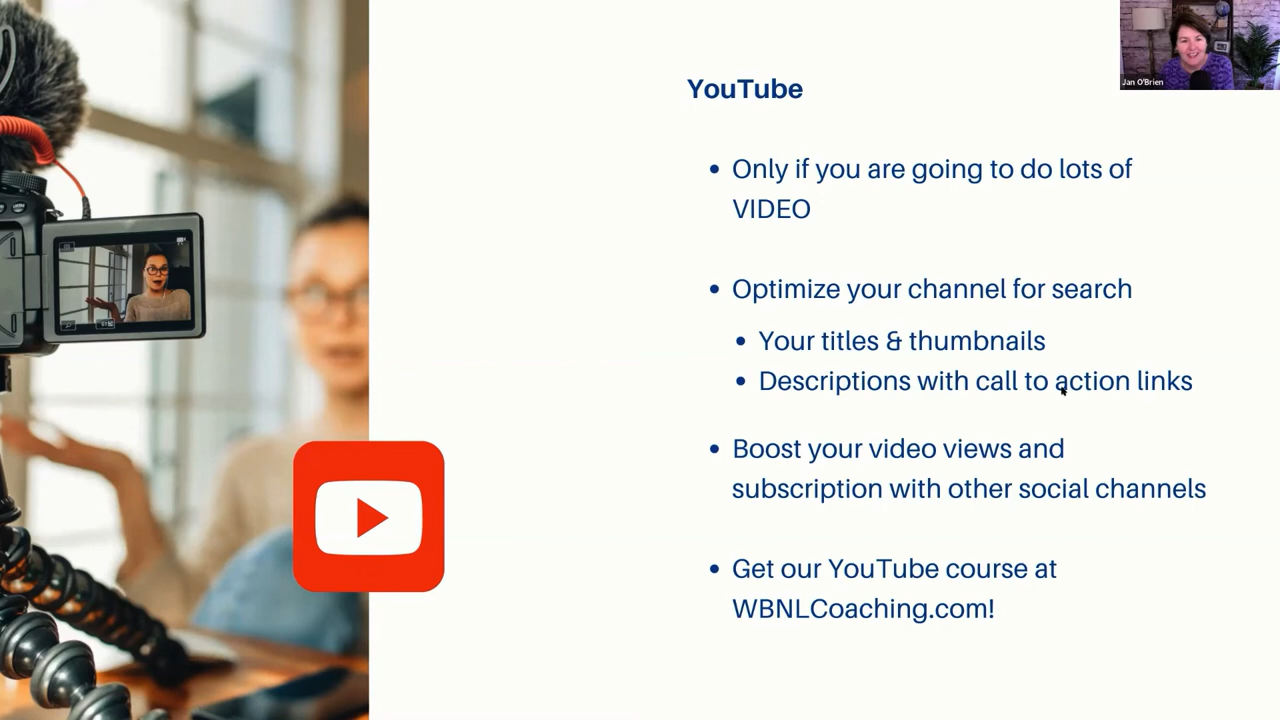 Jan O'Brien
YouTube
• Only if you are going to do lots of
VIDEO
• Optimize your channel for search
• Your titles & thumbnails
• Descriptions with call to action links
• Boost your video views and
subscription with other social channels
• Get our YouTube course at
WBNLCoaching.com!